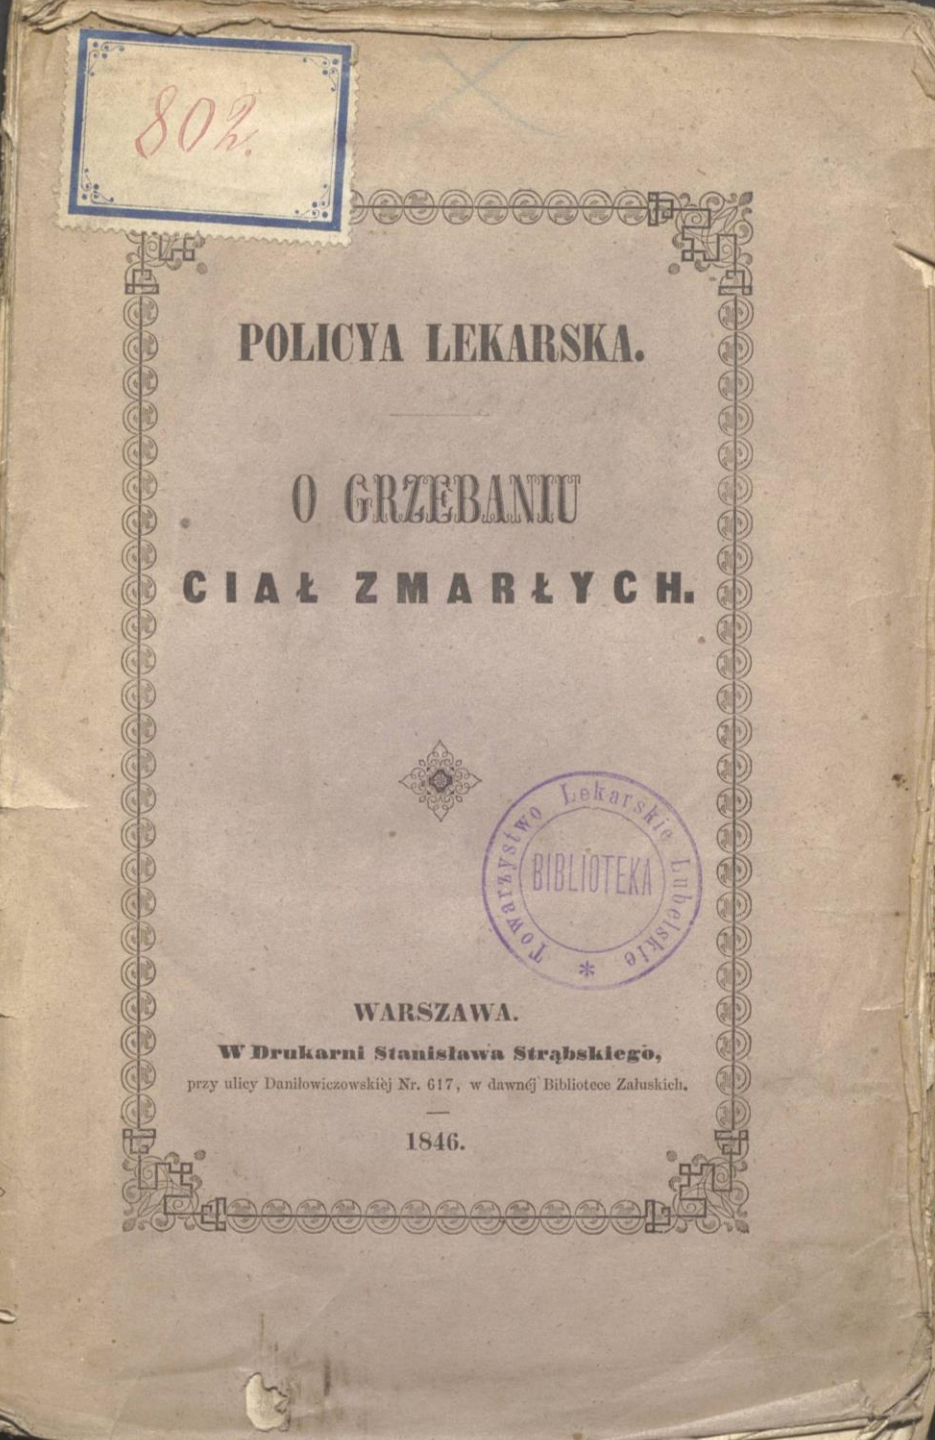 802.
POLICYA LEKARSKA.
O GRZEBANIU
CIAŁ ZMARŁYCH.
Towarzystwo Lekarskie Lubelskie *
BIBLIOTEKA
WARSZAWA.
W Drukarni Stanisława Strąbskiego,
przy ulicy Daniłowiczowskiéj Nr. 617, w dawnéj Bibliotece Załuskich.
1846.